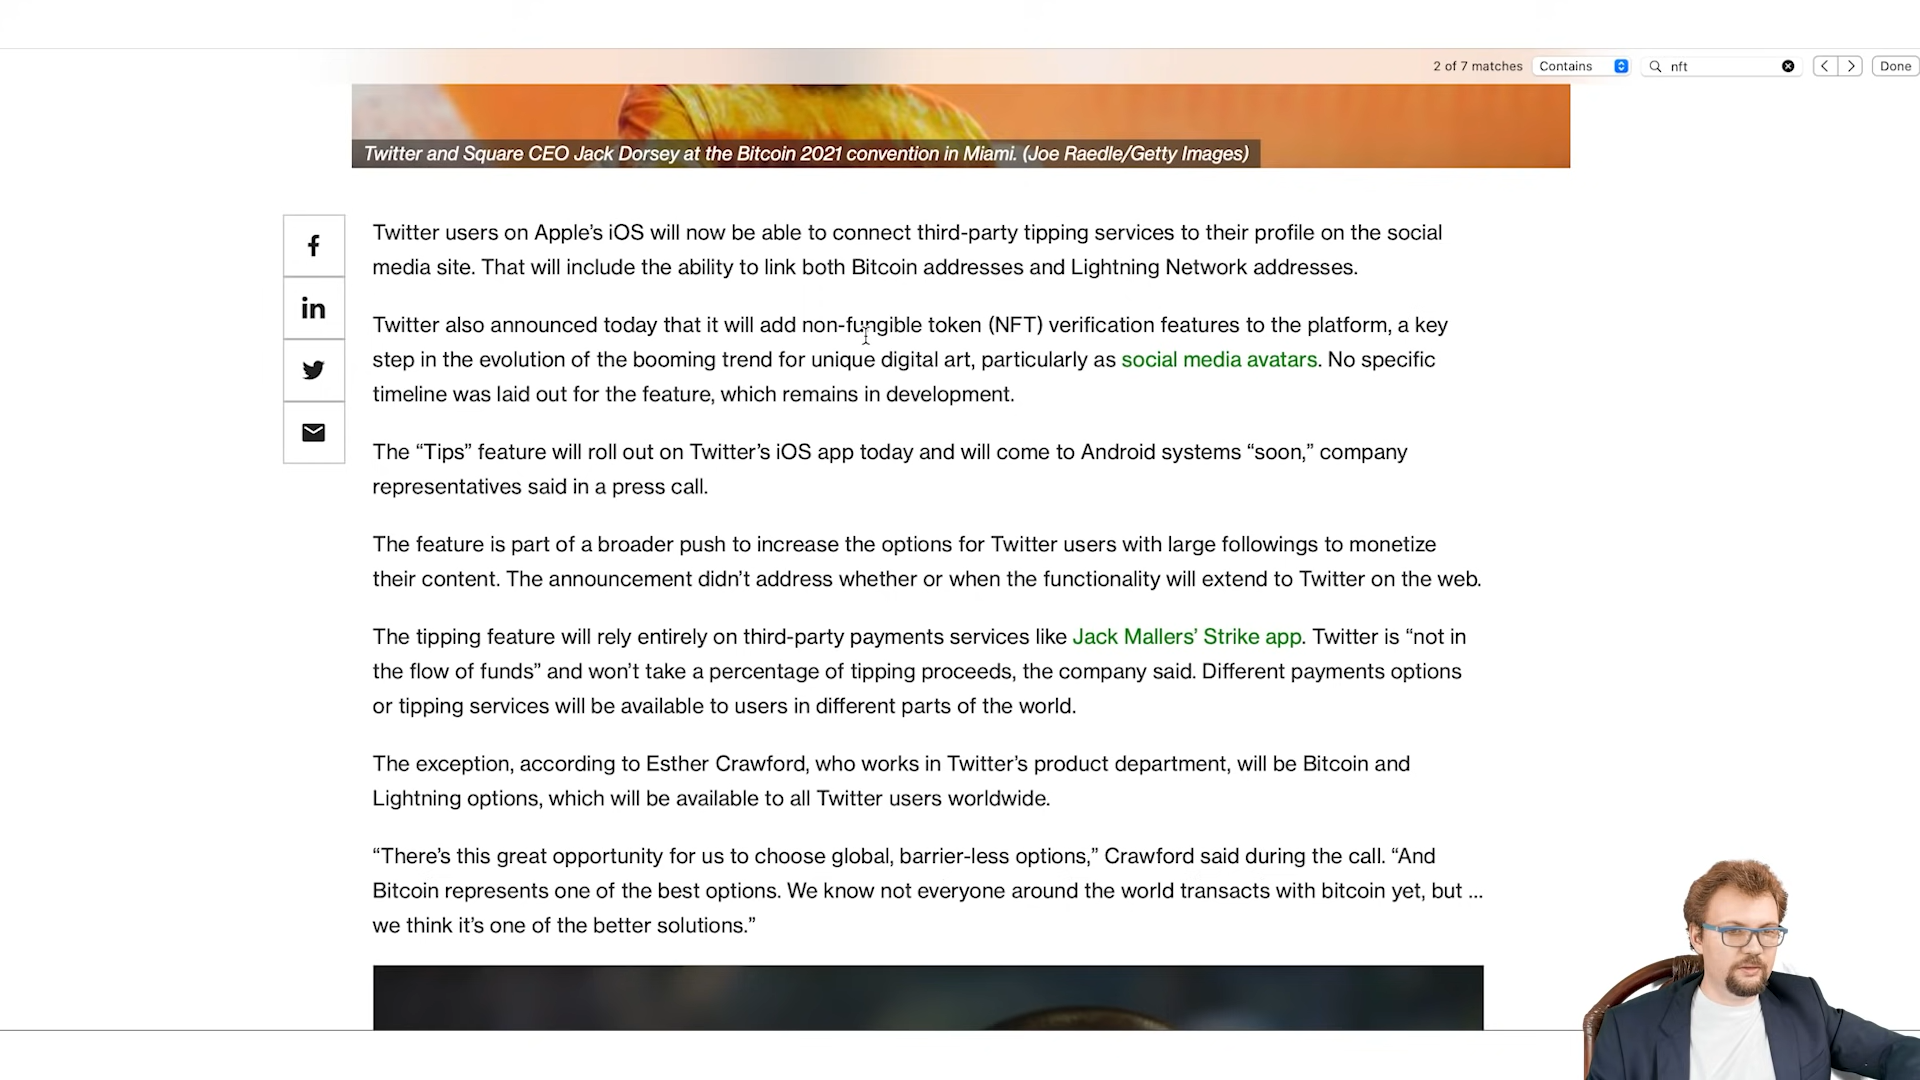 2 of 7 matches Contains nft Done
Twitter and Square CEO Jack Dorsey at the Bitcoin 2021 convention in Miami. (Joe Raedle/Getty Images)
Twitter users on Apple’s iOS will now be able to connect third-party tipping services to their profile on the social
media site. That will include the ability to link both Bitcoin addresses and Lightning Network addresses.
Twitter also announced today that it will add non-fungible token (NFT) verification features to the platform, a key
step in the evolution of the booming trend for unique digital art, particularly as social media avatars. No specific
timeline was laid out for the feature, which remains in development.
The “Tips” feature will roll out on Twitter’s iOS app today and will come to Android systems “soon,” company
representatives said in a press call.
The feature is part of a broader push to increase the options for Twitter users with large followings to monetize
their content. The announcement didn’t address whether or when the functionality will extend to Twitter on the web.
The tipping feature will rely entirely on third-party payments services like Jack Mallers’ Strike app. Twitter is “not in
the flow of funds” and won’t take a percentage of tipping proceeds, the company said. Different payments options
or tipping services will be available to users in different parts of the world.
The exception, according to Esther Crawford, who works in Twitter’s product department, will be Bitcoin and
Lightning options, which will be available to all Twitter users worldwide.
“There’s this great opportunity for us to choose global, barrier-less options,” Crawford said during the call. “And
Bitcoin represents one of the best options. We know not everyone around the world transacts with bitcoin yet, but ...
we think it’s one of the better solutions.”